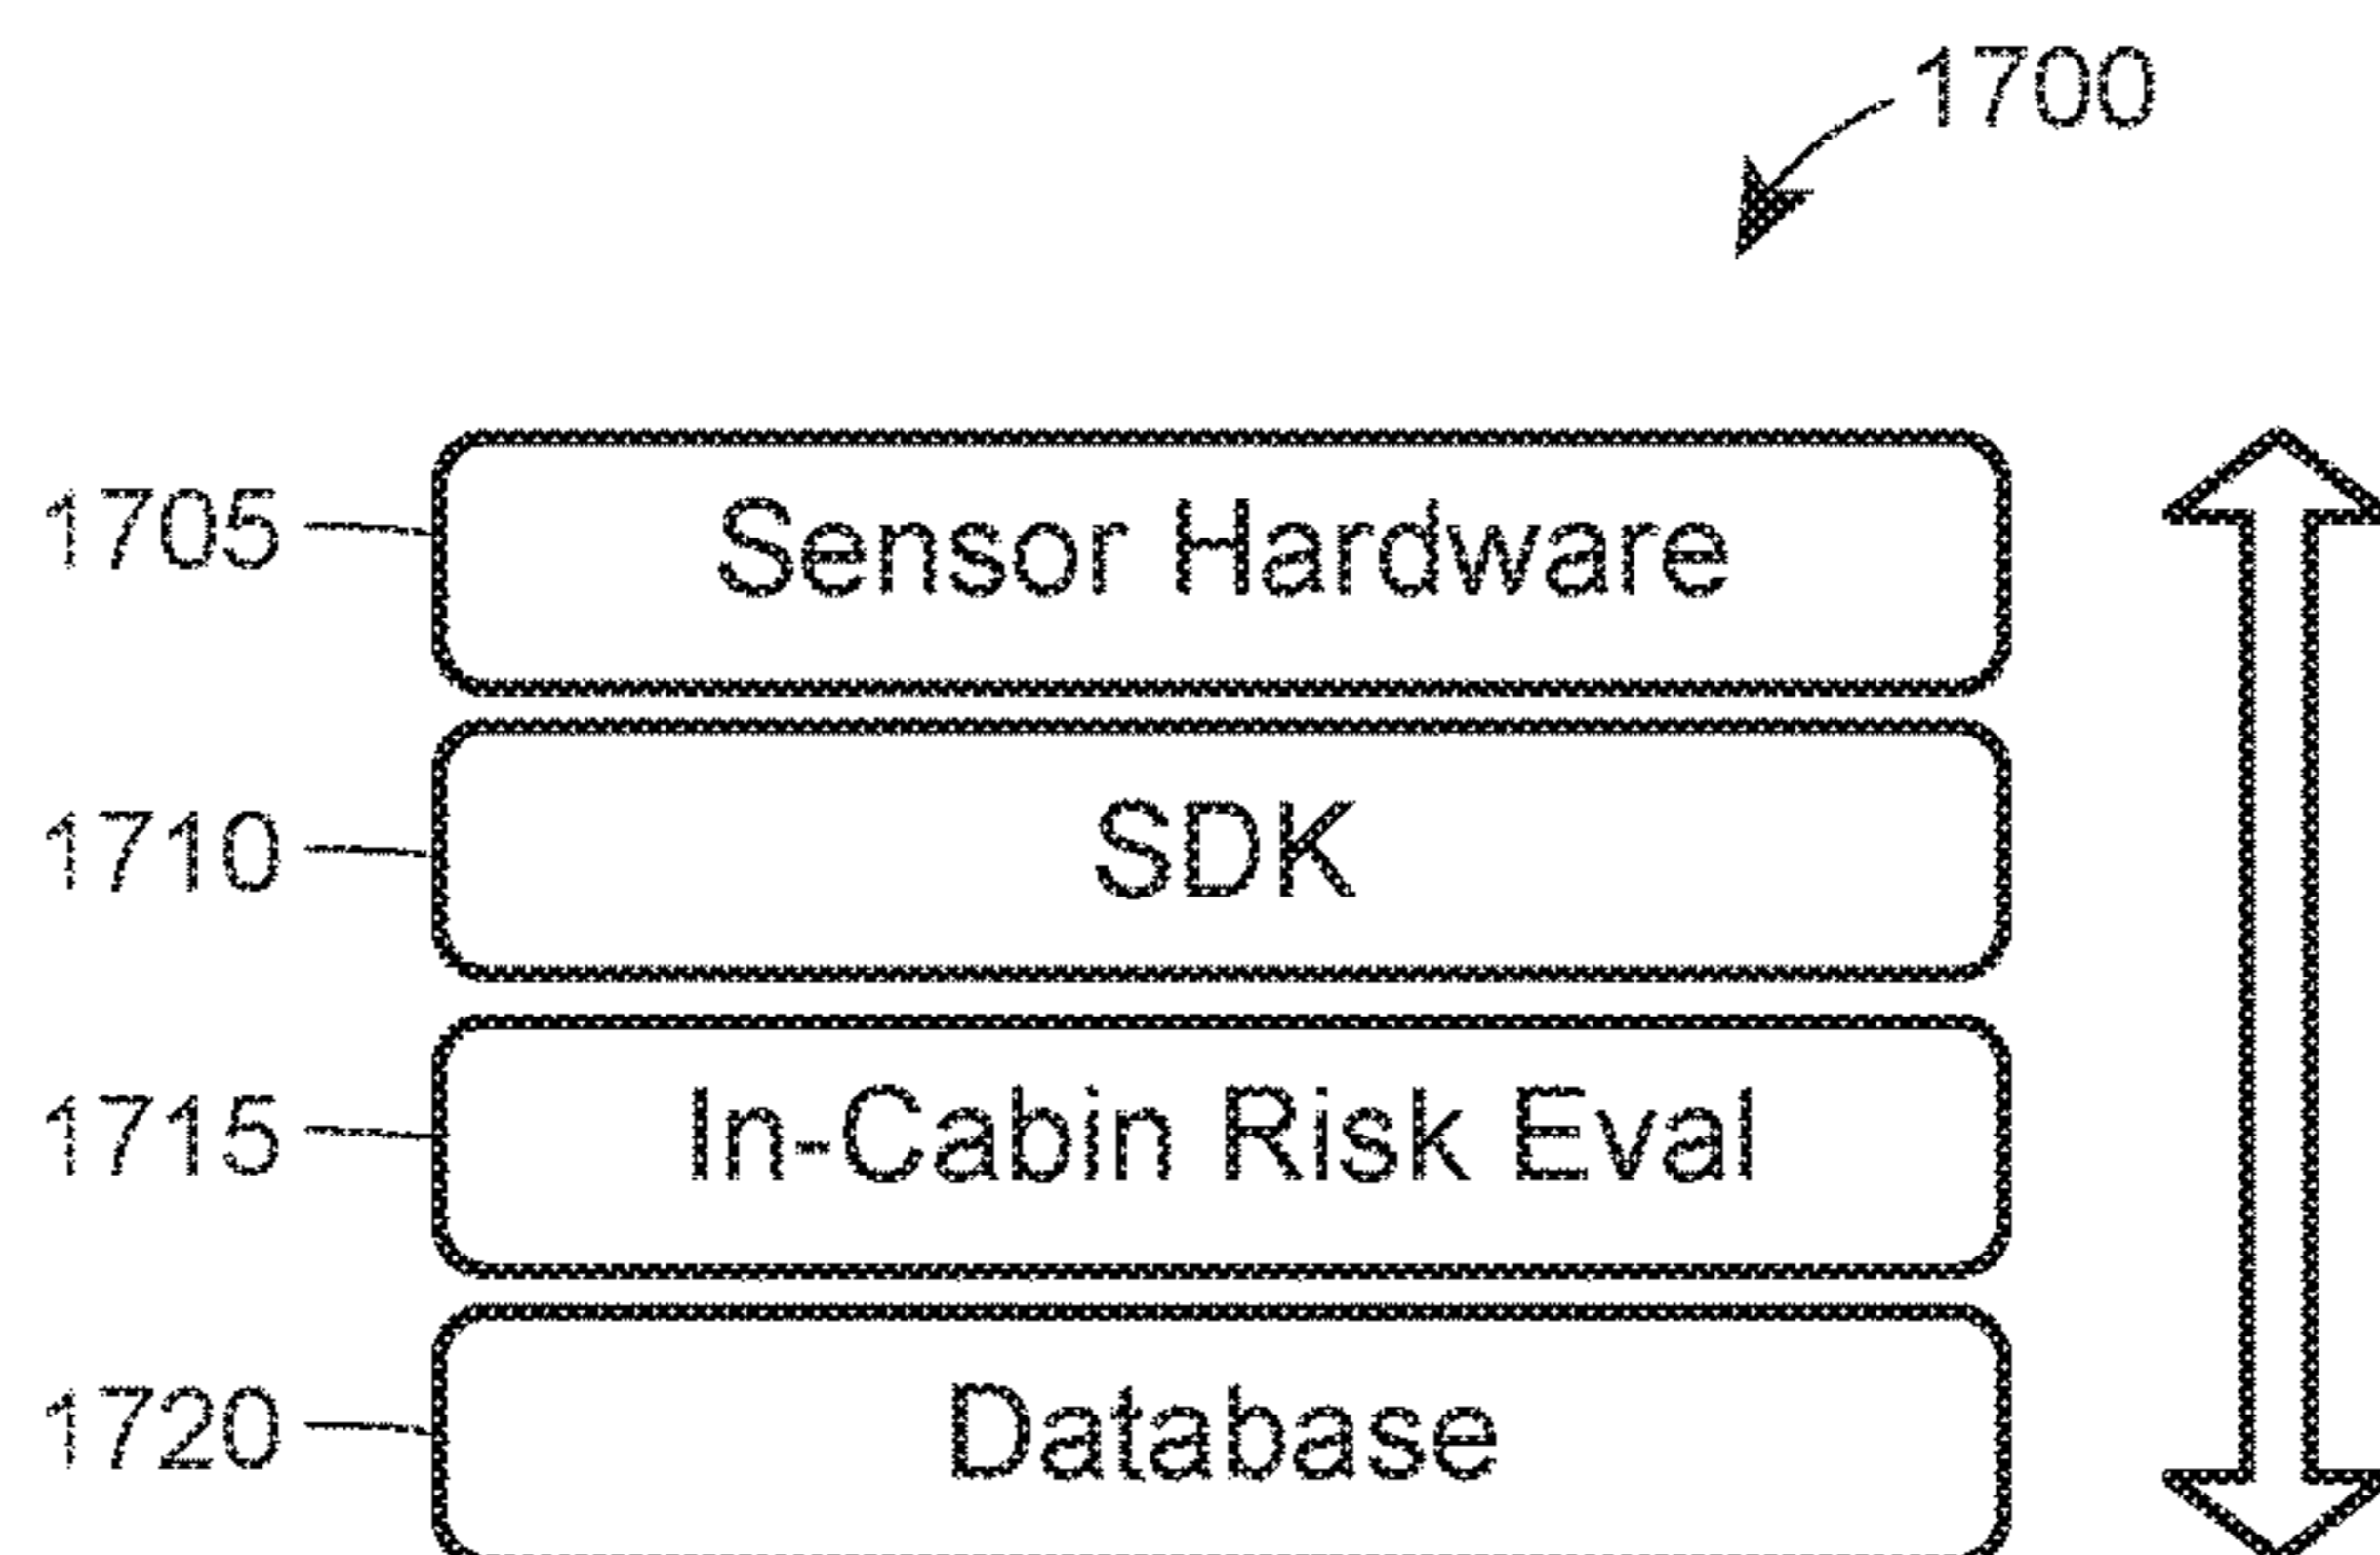 1700
1705 Sensor Hardware
1710 SDK
1715 In-Cabin Risk Eval
1720 Database